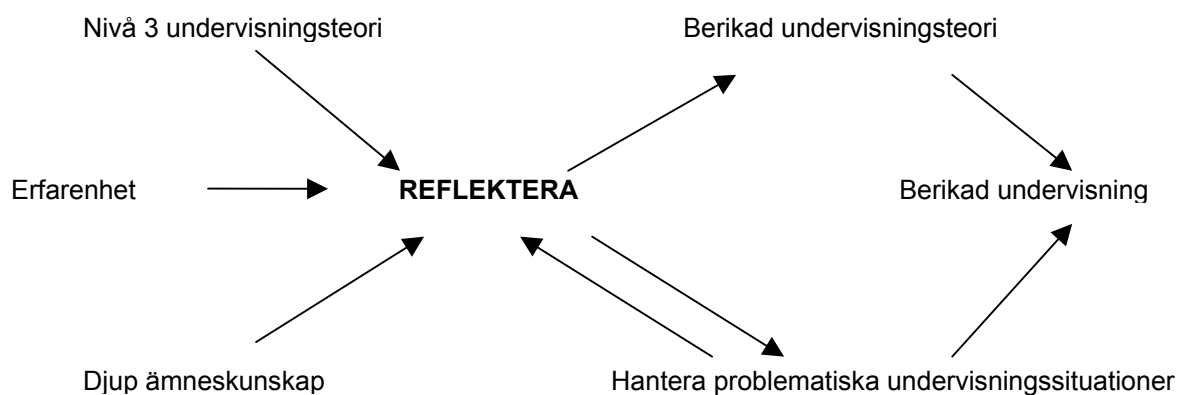 Nivå 3 undervisningsteori
Berikad undervisningsteori
Erfarenhet
REFLEKTERA
Berikad undervisning
Djup ämneskunskap
Hantera problematiska undervisningssituationer